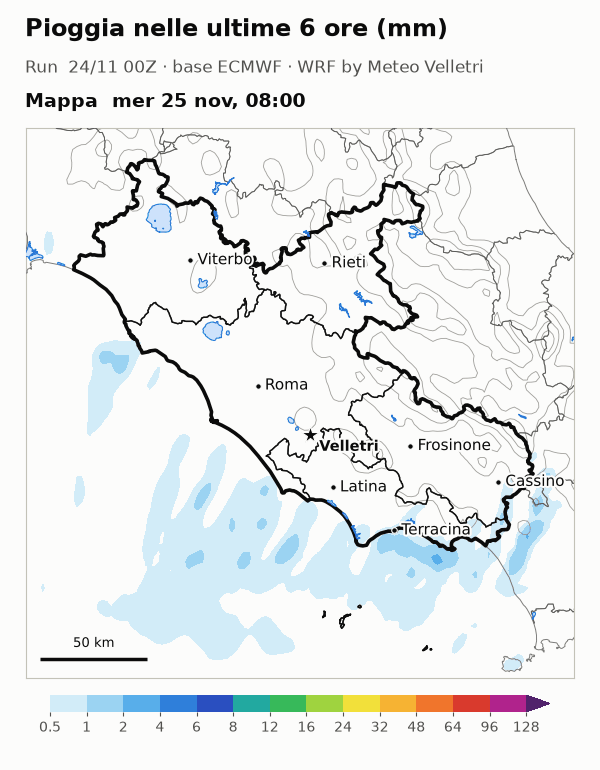 Pioggia nelle ultime 6 ore (mm)
Run 24/11 00Z · base ECMWF · WRF by Meteo Velletri
Mappa mer 25 nov, 08:00
Viterbo
Rieti
Roma
Velletri
Frosinone
Latina
Cassino
Terracina
50 km
0.5 1 2 4 6 8 12 16 24 32 48 64 96 128